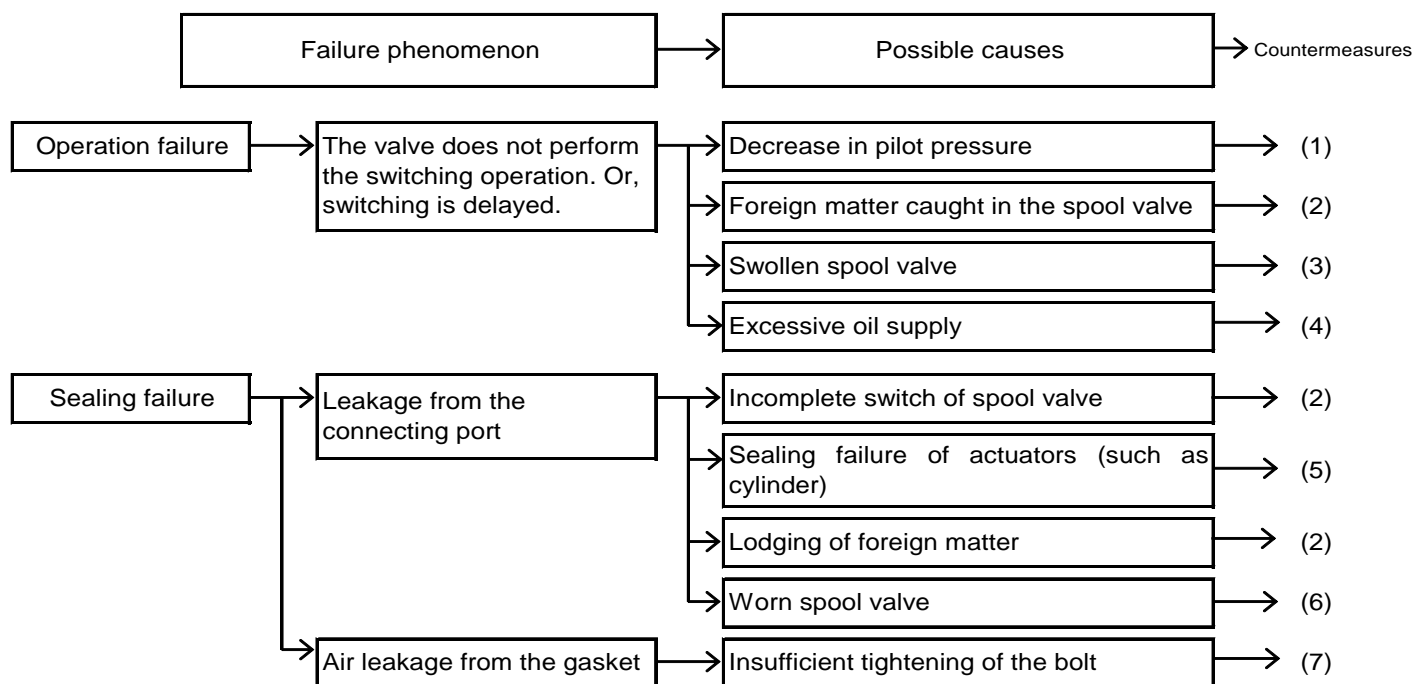 Failure phenomenon
Possible causes
Countermeasures
Operation failure
The valve does not perform
the switching operation. Or,
switching is delayed.
Decrease in pilot pressure
(1)
Foreign matter caught in the spool valve
(2)
Swollen spool valve
(3)
Excessive oil supply
(4)
Sealing failure
Leakage from the
connecting port
Incomplete switch of spool valve
(2)
Sealing failure of actuators (such as
cylinder)
(5)
Lodging of foreign matter
(2)
Worn spool valve
(6)
Air leakage from the gasket
Insufficient tightening of the bolt
(7)